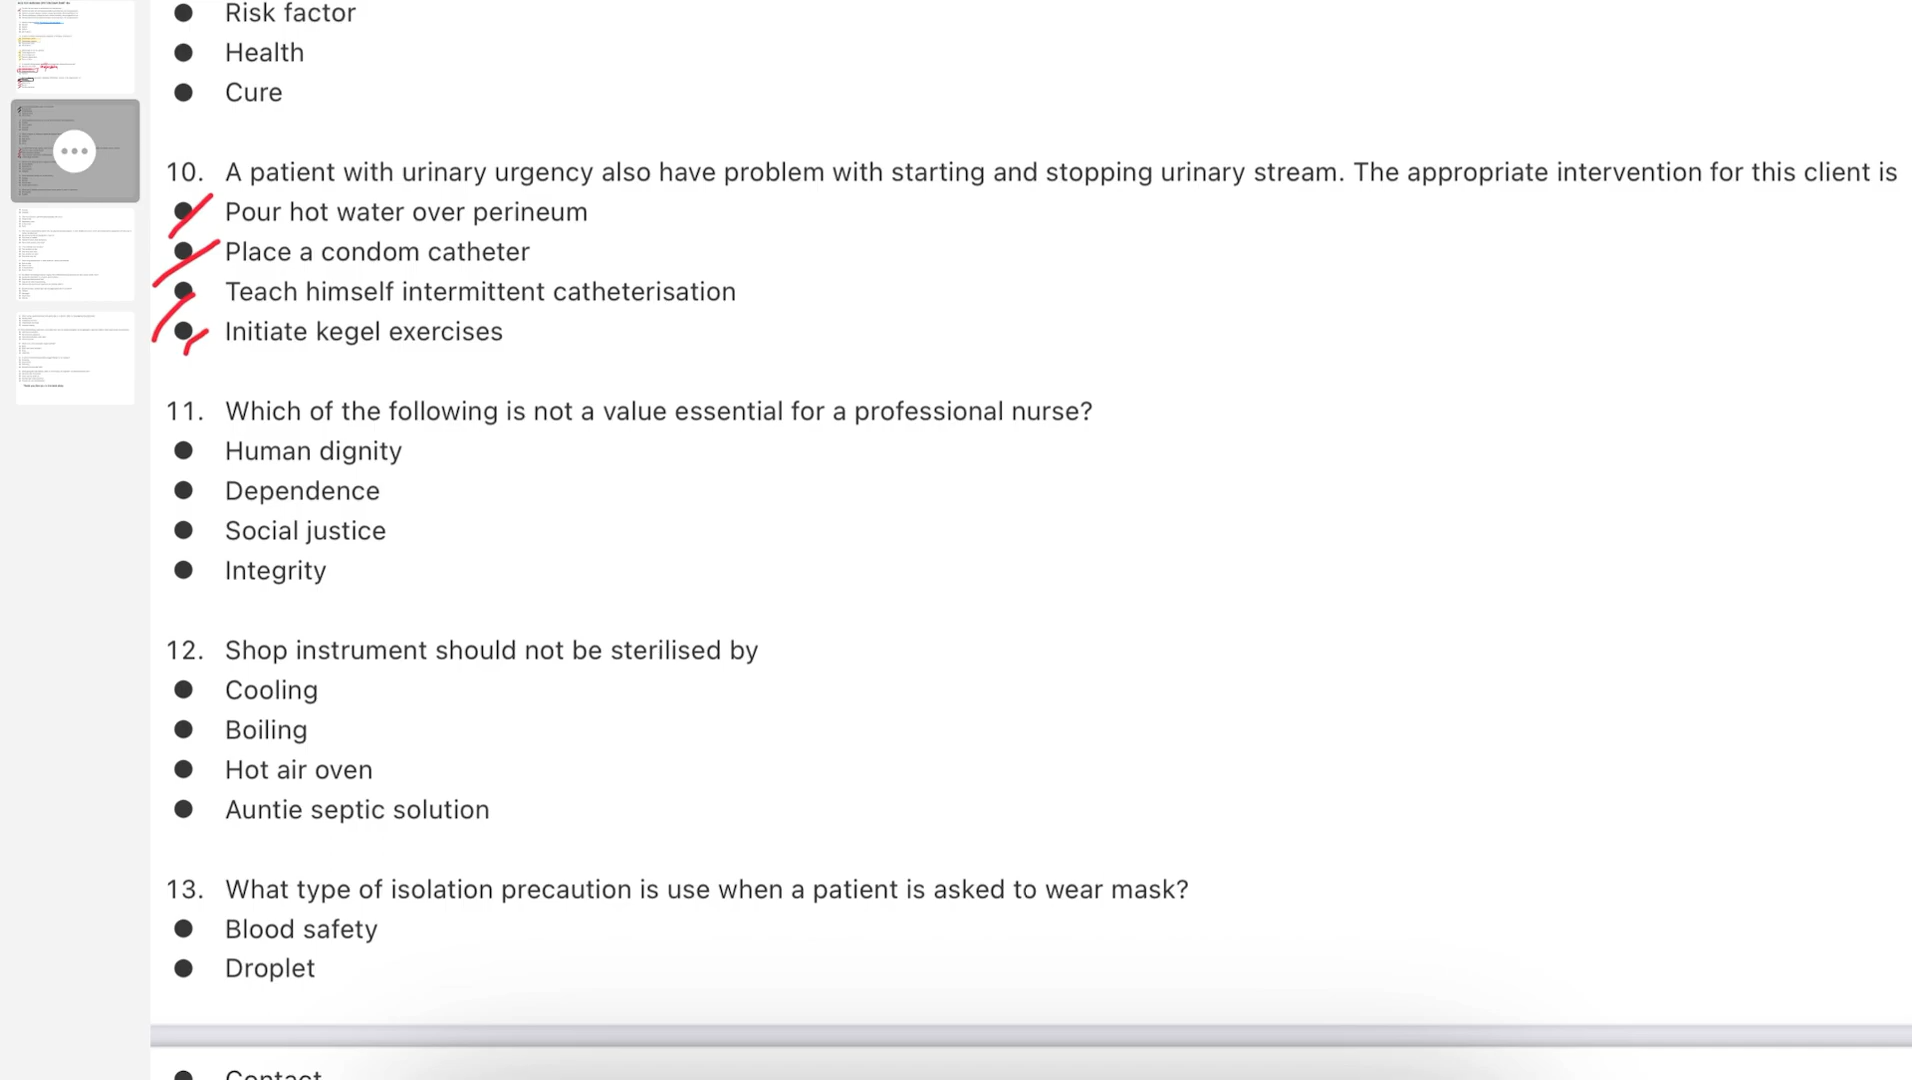 Risk factor
Health
Cure
10. A patient with urinary urgency also have problem with starting and stopping urinary stream. The appropriate intervention for this client is
Pour hot water over perineum
Place a condom catheter
Teach himself intermittent catheterisation
Initiate kegel exercises
11. Which of the following is not a value essential for a professional nurse?
Human dignity
Dependence
Social justice
Integrity
12. Shop instrument should not be sterilised by
Cooling
Boiling
Hot air oven
Auntie septic solution
13. What type of isolation precaution is use when a patient is asked to wear mask?
Blood safety
Droplet
Contact